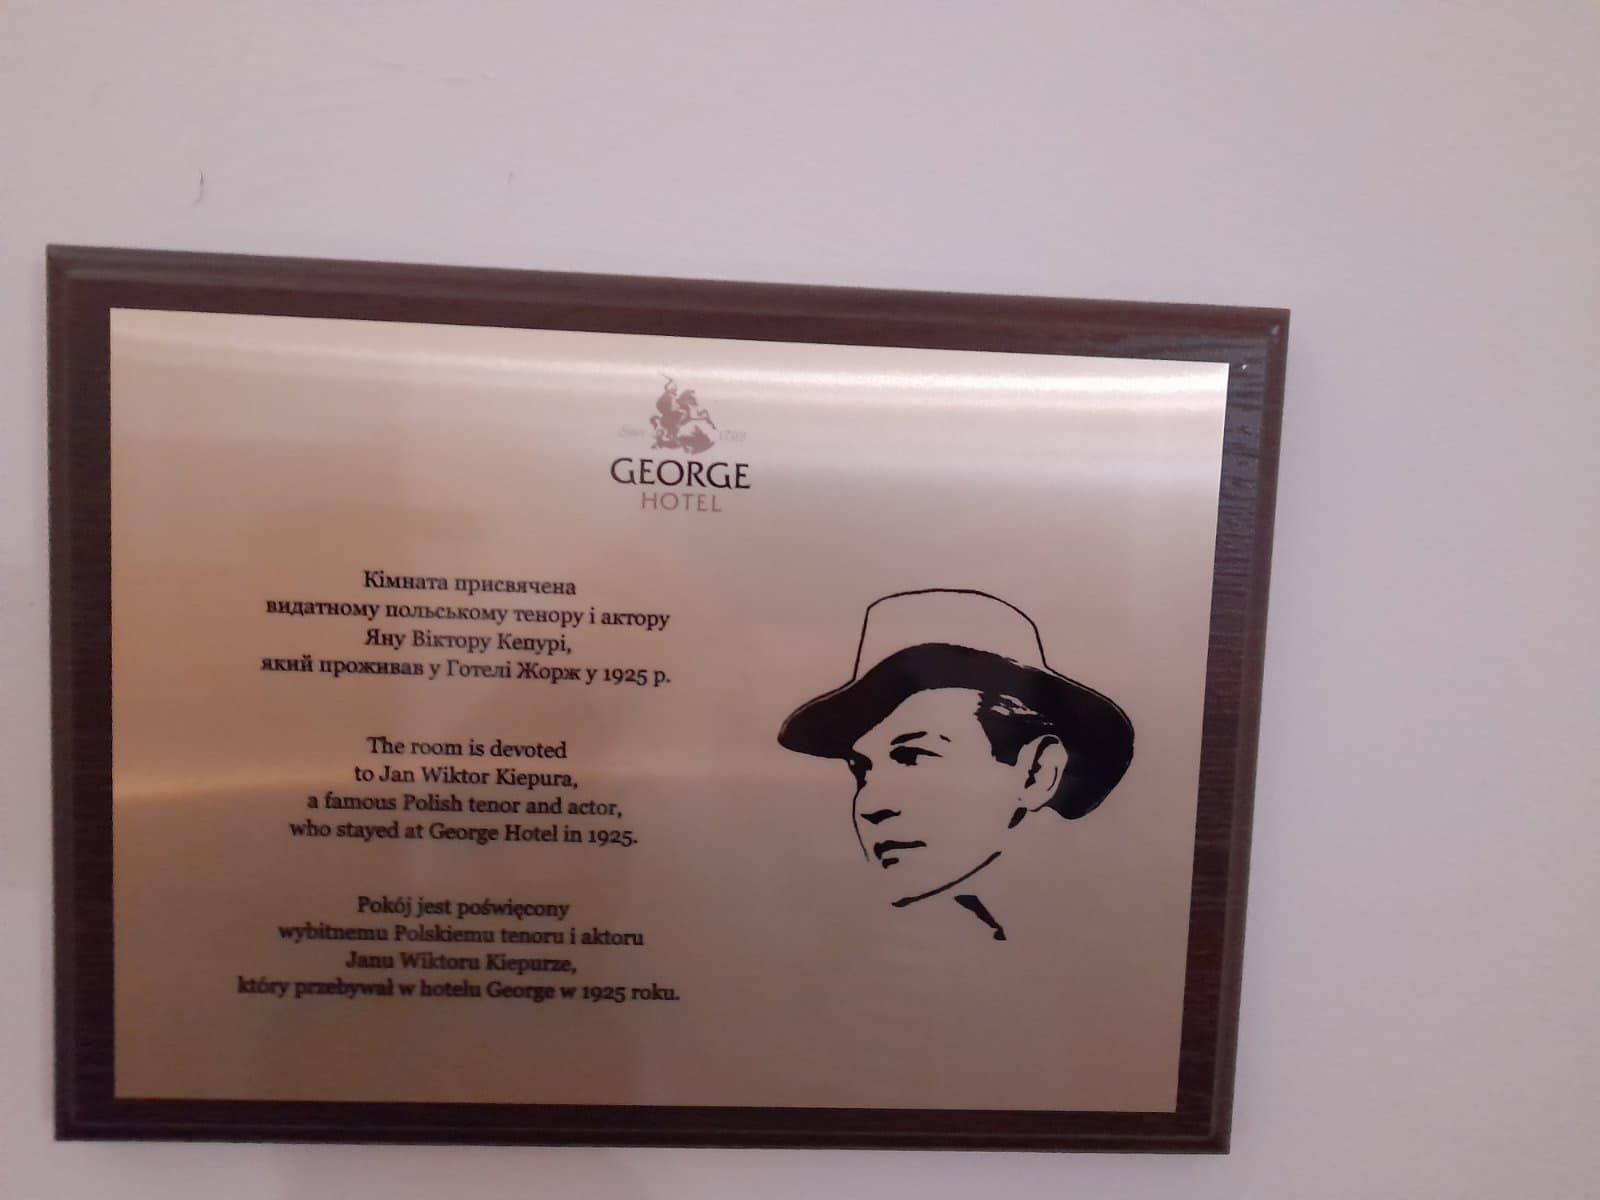 Since 1793
GEORGE
HOTEL
Кімната присвячена
видатному польському тенору і актору
Яну Віктору Кепурі,
який проживав у Готелі Жорж у 1925 р.
The room is devoted
to Jan Wiktor Kiepura,
a famous Polish tenor and actor,
who stayed at George Hotel in 1925.
Pokój jest poświęcony
wybitnemu Polskiemu tenoru i aktoru
Janu Wiktoru Kiepurze,
który przebywał w hotelu George w 1925 roku.